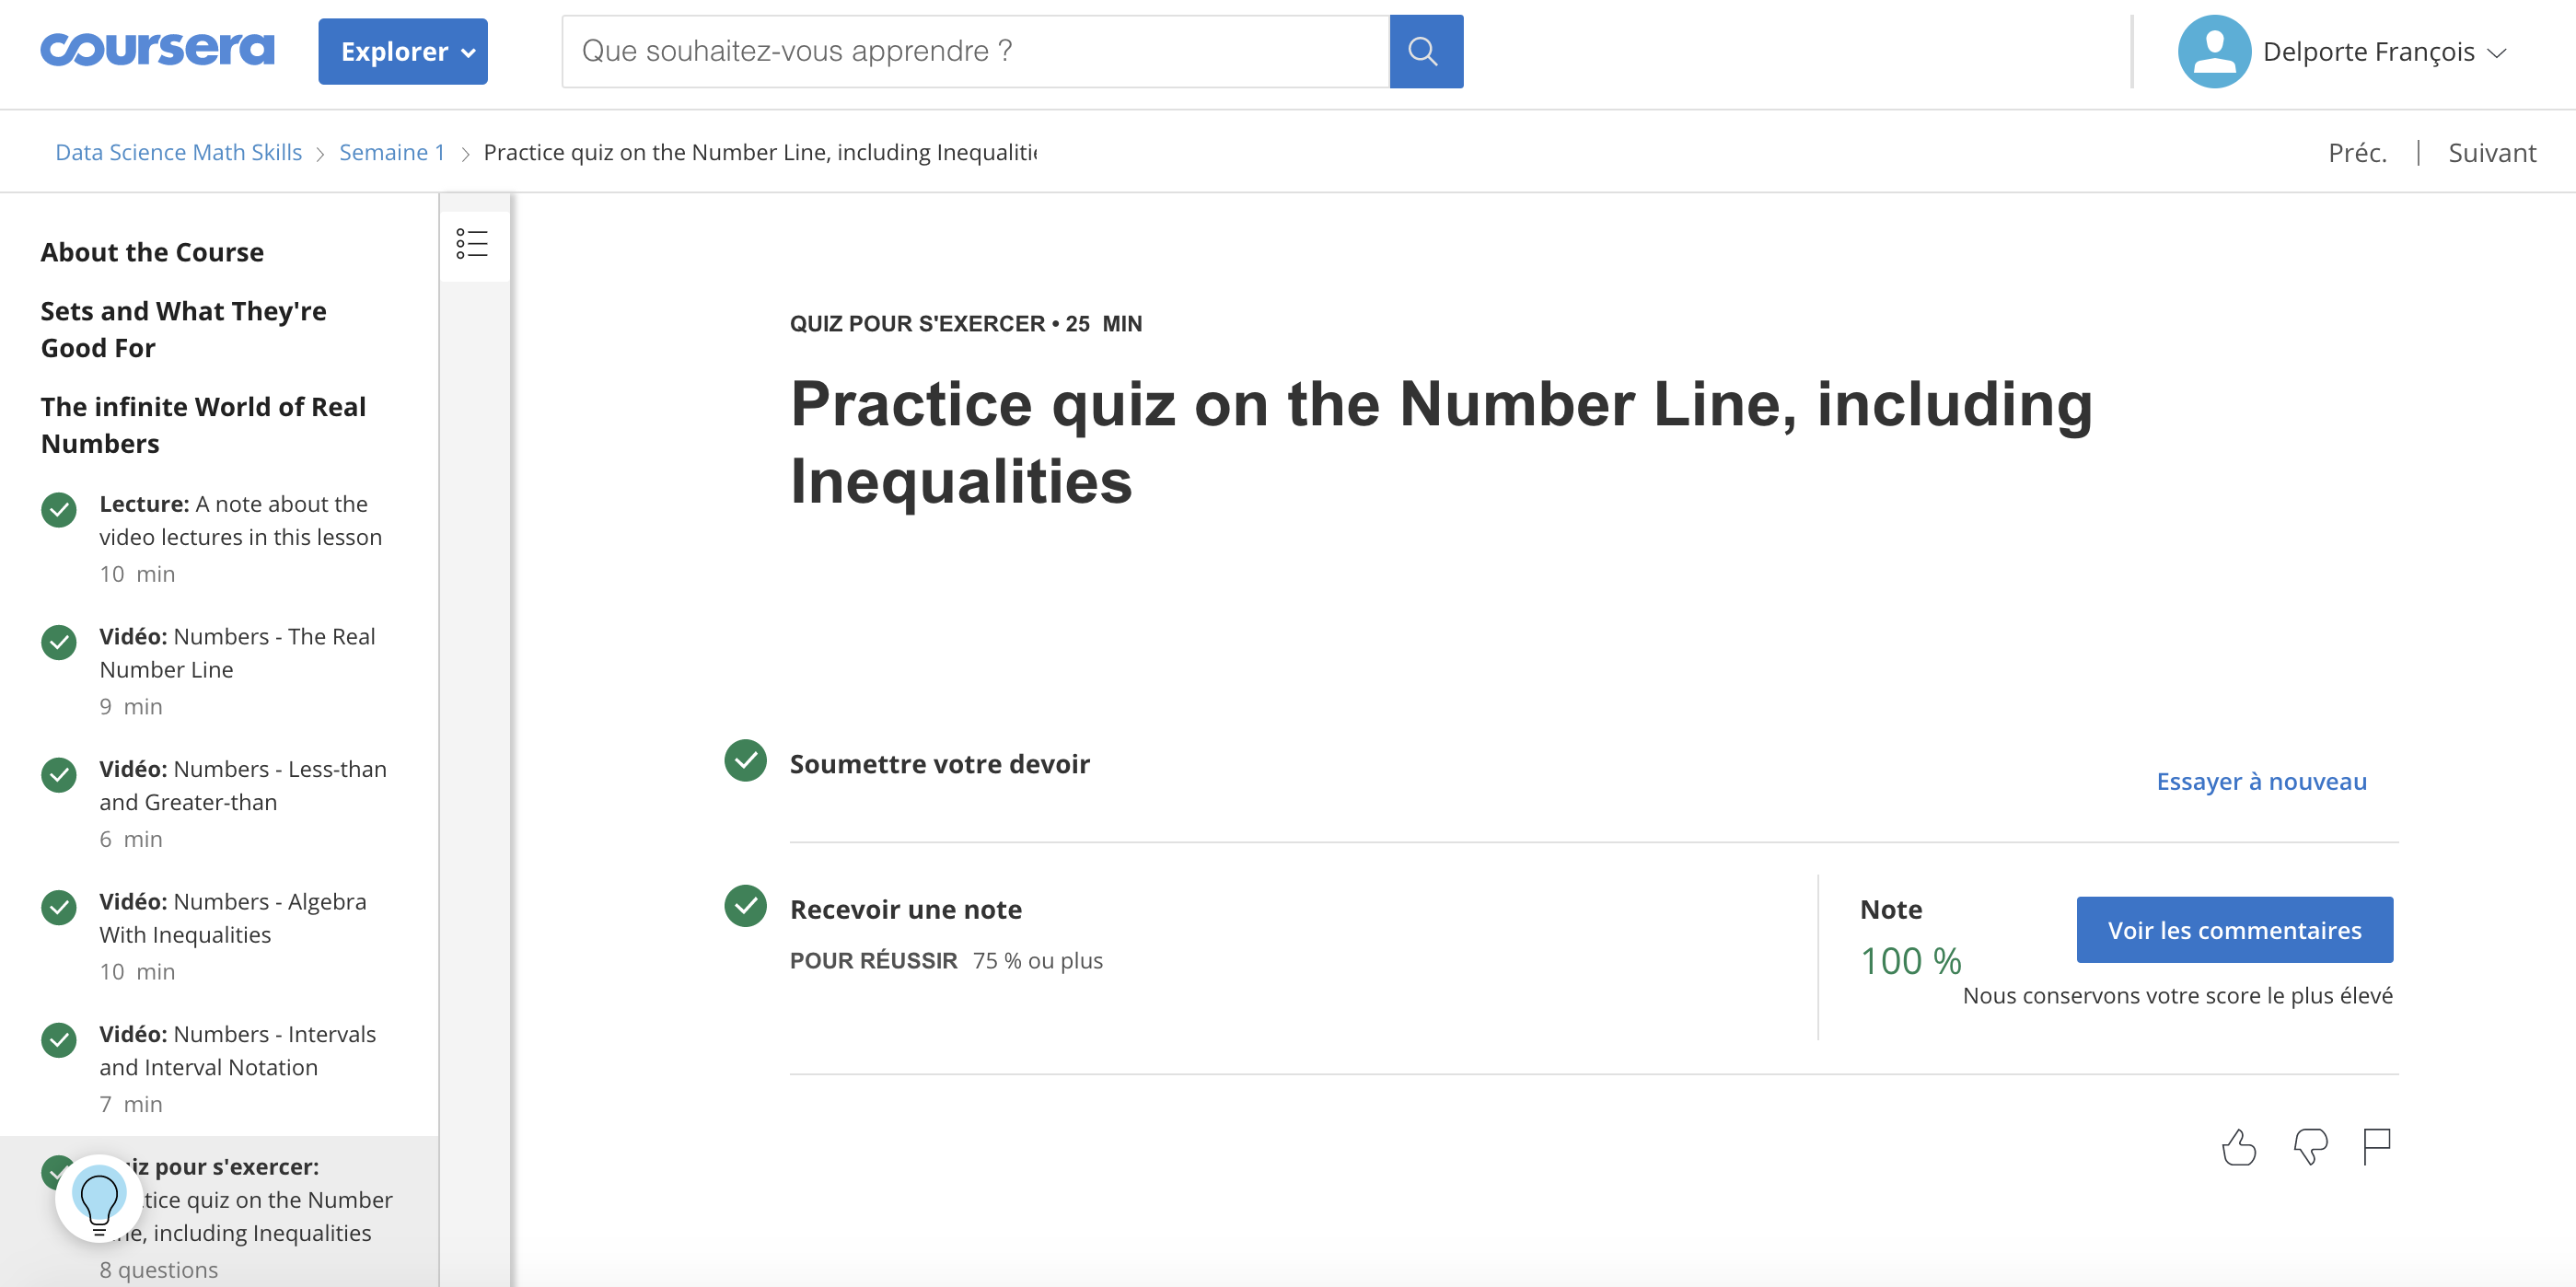 coursera
Explorer
Que souhaitez-vous apprendre ?
Delporte François
Data Science Math Skills
Semaine 1
Practice quiz on the Number Line, including
Préc. | Suivant
About the Course
Sets and What They're
Good For
The infinite World of Real
Numbers
Lecture: A note about the
video lectures in this lesson
10 min
Vidéo: Numbers - The Real
Number Line
9 min
Vidéo: Numbers - Less-than
and Greater-than
6 min
Vidéo: Numbers - Algebra
With Inequalities
10 min
Vidéo: Numbers - Intervals
and Interval Notation
7 min
pour s'exercer:
quiz on the Number
including Inequalities
8 questions
QUIZ POUR S'EXERCER • 25 MIN
Practice quiz on the Number Line, including
Inequalities
Soumettre votre devoir
Essayer à nouveau
Recevoir une note
POUR RÉUSSIR 75 % ou plus
Note
100 %
Voir les commentaires
Nous conservons votre score le plus élevé